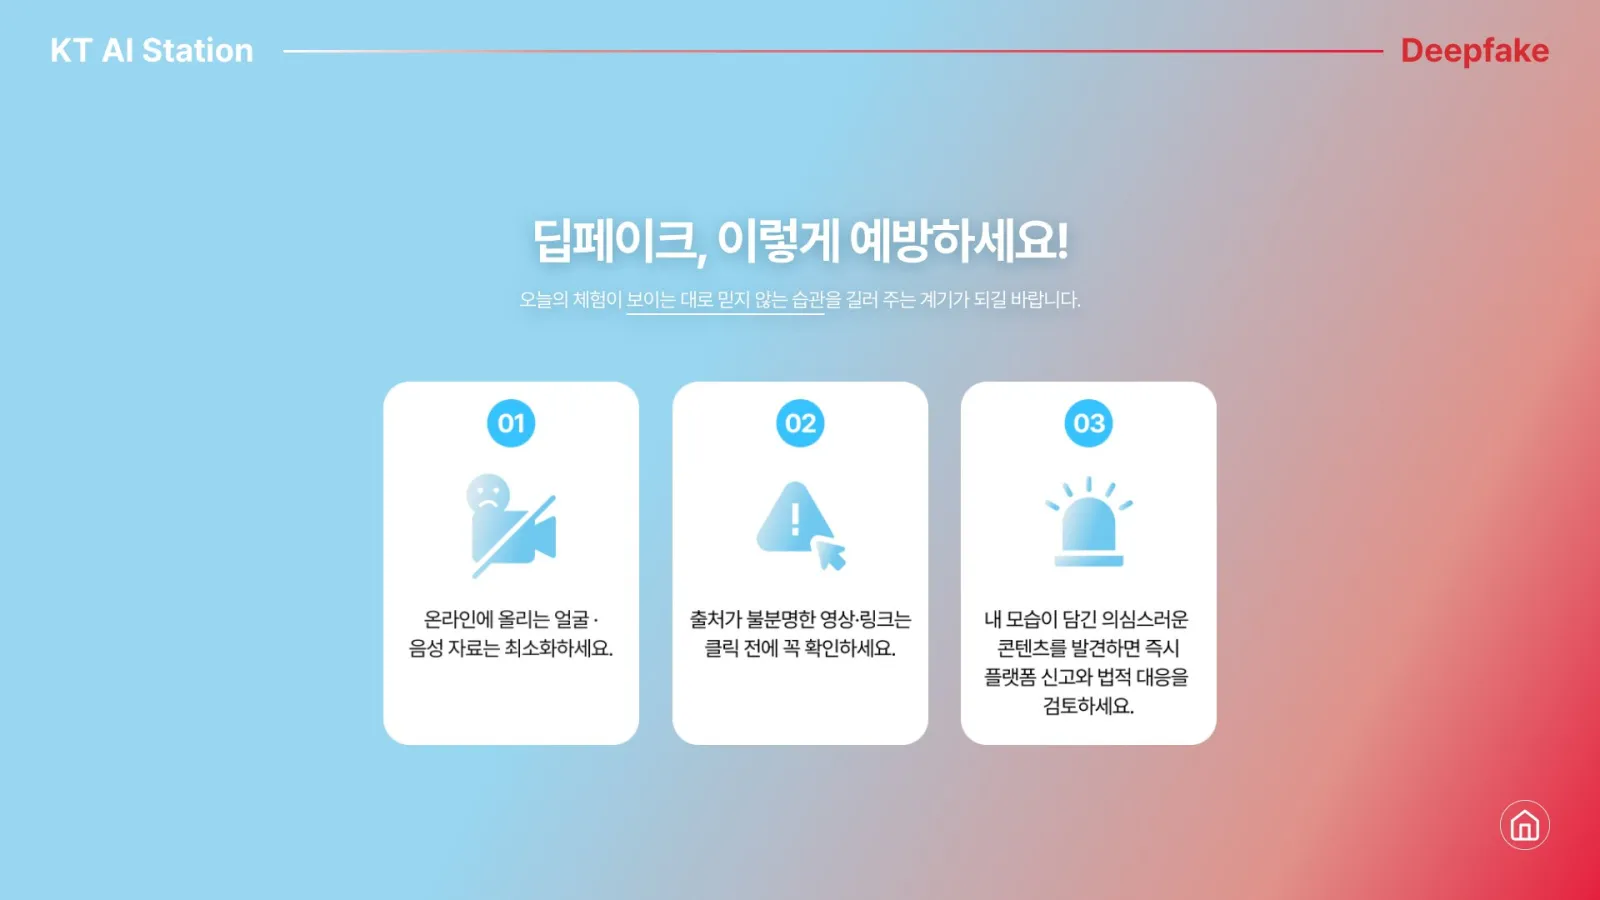 KT AI Station
Deepfake
딥페이크, 이렇게 예방하세요!
오늘의 체험이 보이는 대로 믿지 않는 습관을 길러 주는 계기가 되길 바랍니다.
01
온라인에 올리는 얼굴 ·
음성 자료는 최소화하세요.
02
출처가 불분명한 영상·링크는
클릭 전에 꼭 확인하세요.
03
내 모습이 담긴 의심스러운
콘텐츠를 발견하면 즉시
플랫폼 신고와 법적 대응을
검토하세요.